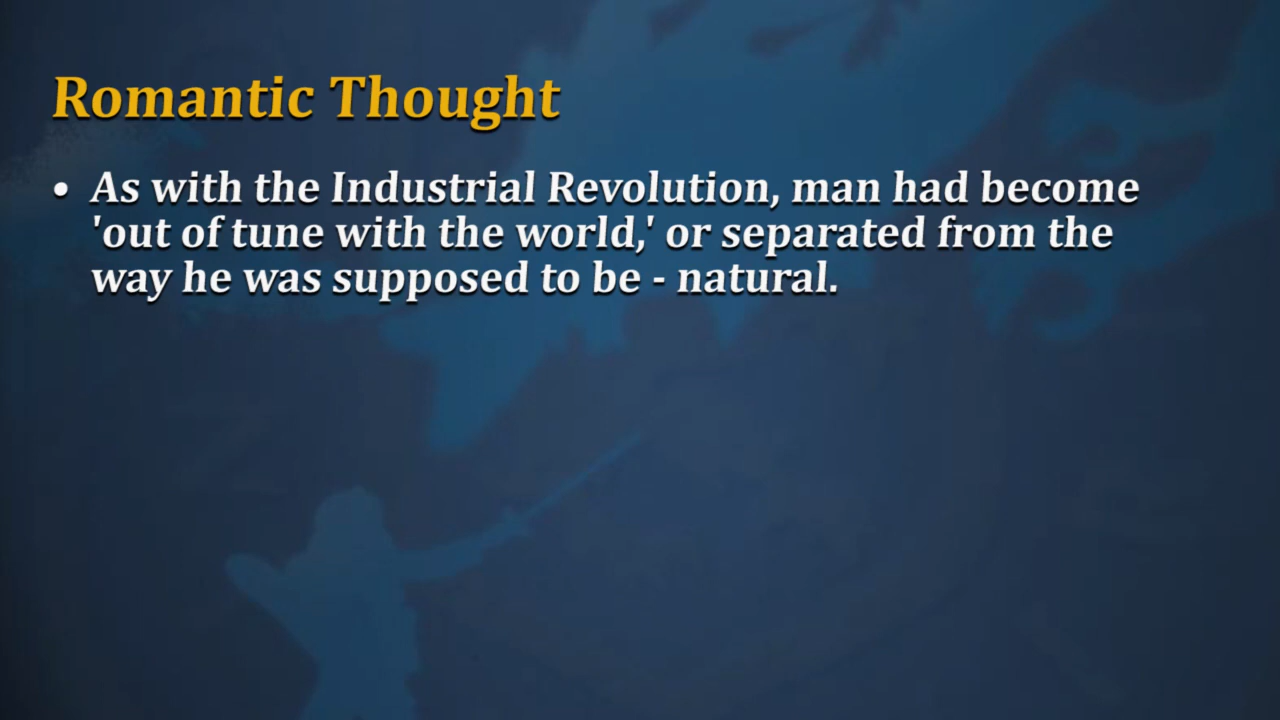 Romantic Thought
• As with the Industrial Revolution, man had become
'out of tune with the world,' or separated from the
way he was supposed to be - natural.